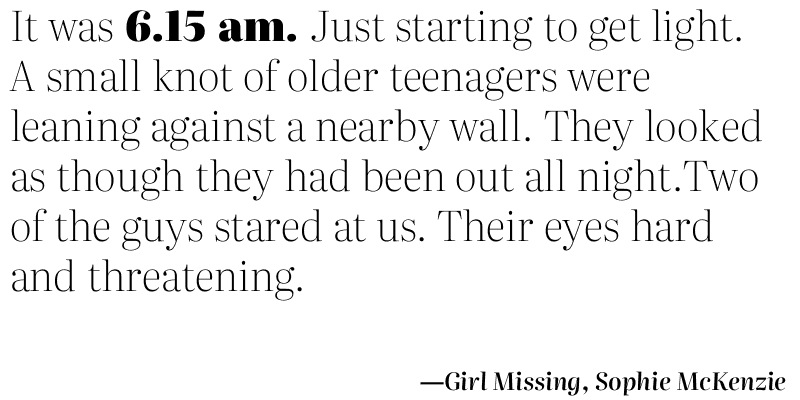 It was 6.15 am. Just starting to get light.
A small knot of older teenagers were
leaning against a nearby wall. They looked
as though they had been out all night.Two
of the guys stared at us. Their eyes hard
and threatening.
—Girl Missing, Sophie McKenzie